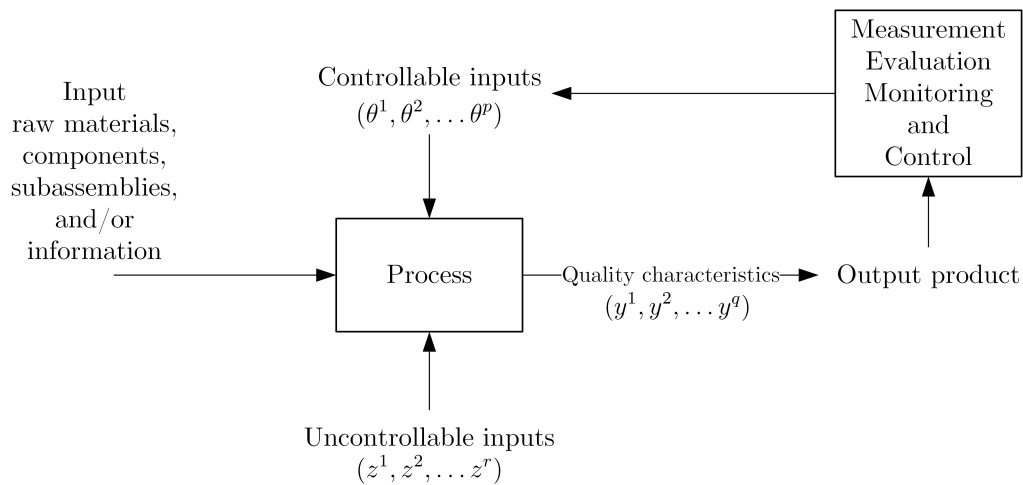 Measurement
Evaluation
Monitoring
and
Control
Controllable inputs
(θ¹, θ², … θᵖ)
Input
raw materials,
components,
subassemblies,
and/or
information
Process
Quality characteristics
(y¹, y², … y^q)
Output product
Uncontrollable inputs
(z¹, z², … zʳ)